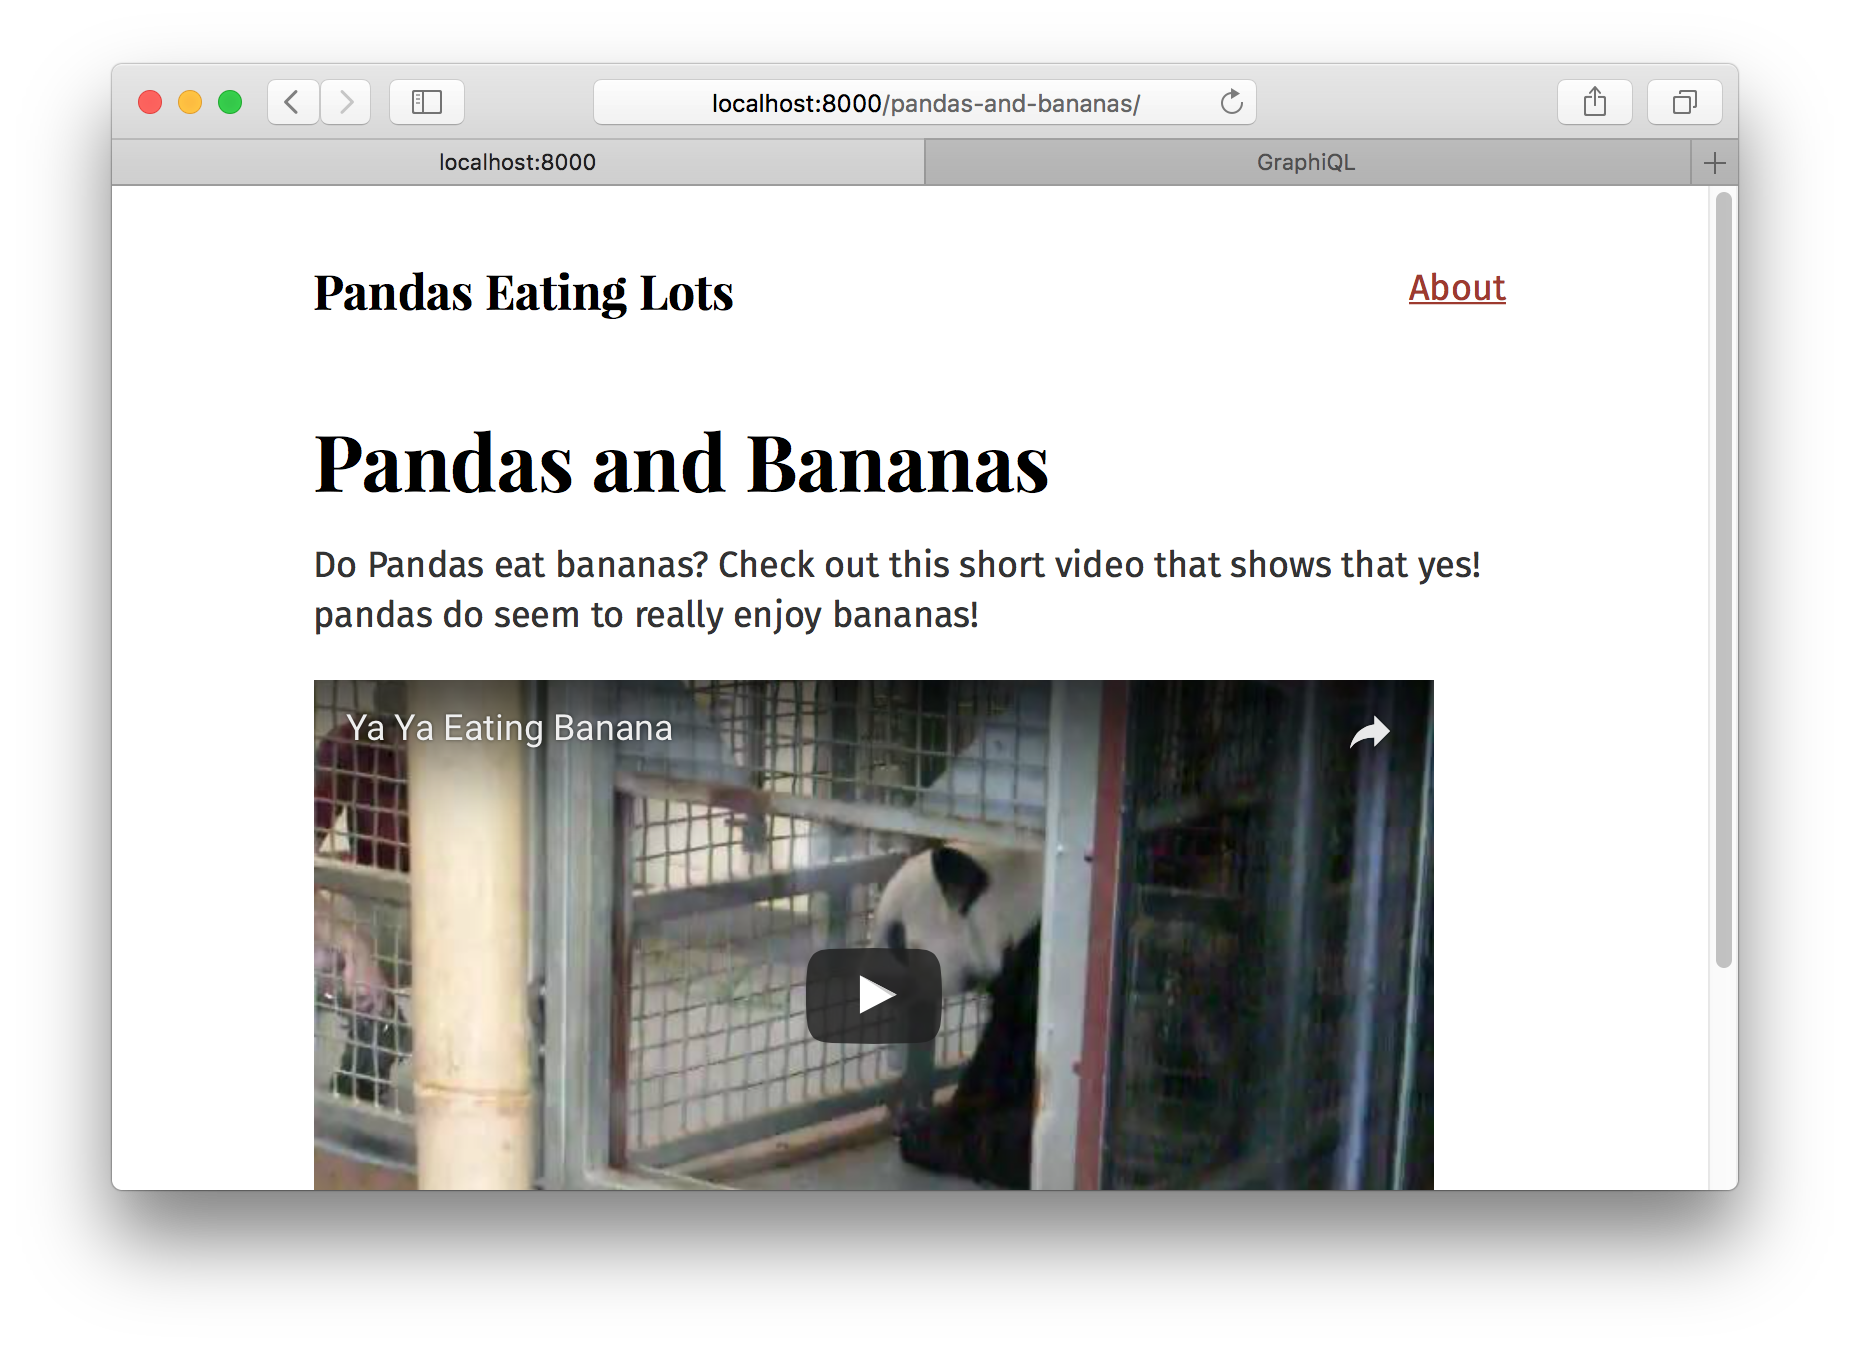 localhost:8000/pandas-and-bananas/
localhost:8000
GraphiQL
Pandas Eating Lots
About
Pandas and Bananas
Do Pandas eat bananas? Check out this short video that shows that yes!
pandas do seem to really enjoy bananas!
Ya Ya Eating Banana